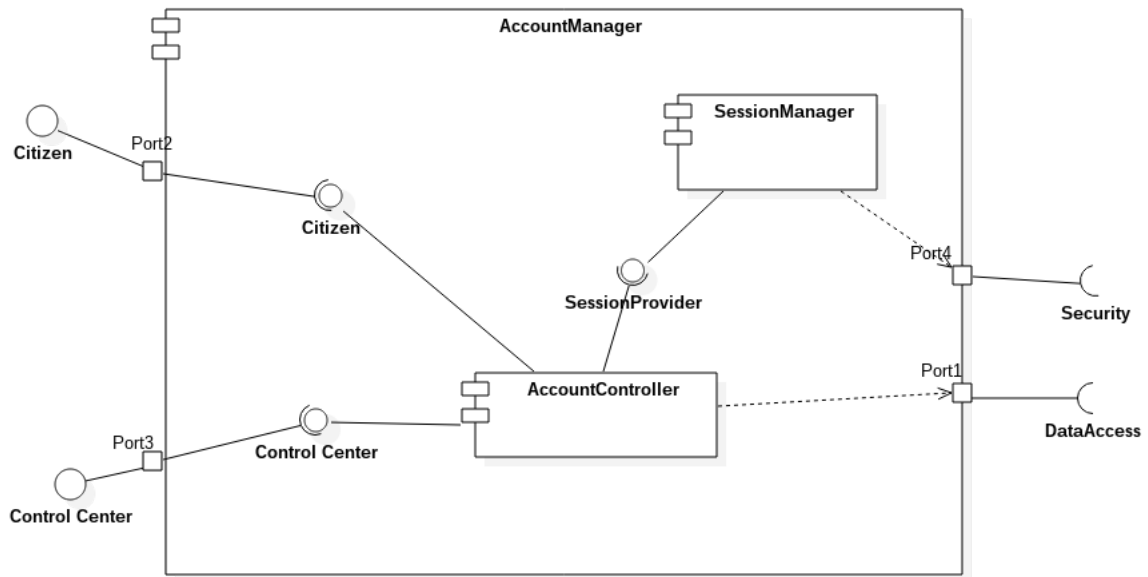 AccountManager
SessionManager
Port2
Citizen
Citizen
Port4
SessionProvider
Security
Port1
AccountController
DataAccess
Port3
Control Center
Control Center